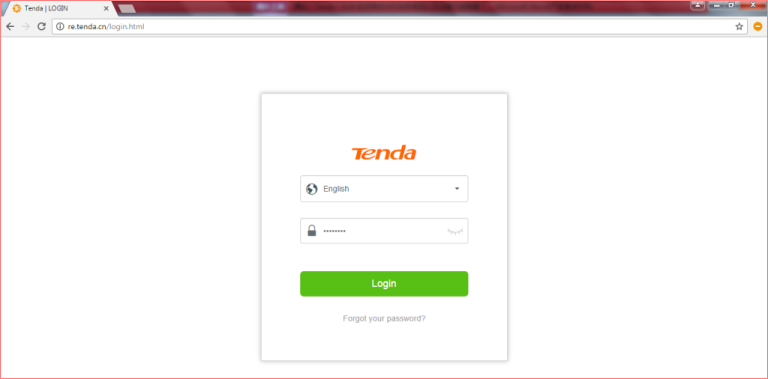 Tenda | LOGIN
re.tenda.cn/login.html
Tenda
English
••••••••
Login
Forgot your password?